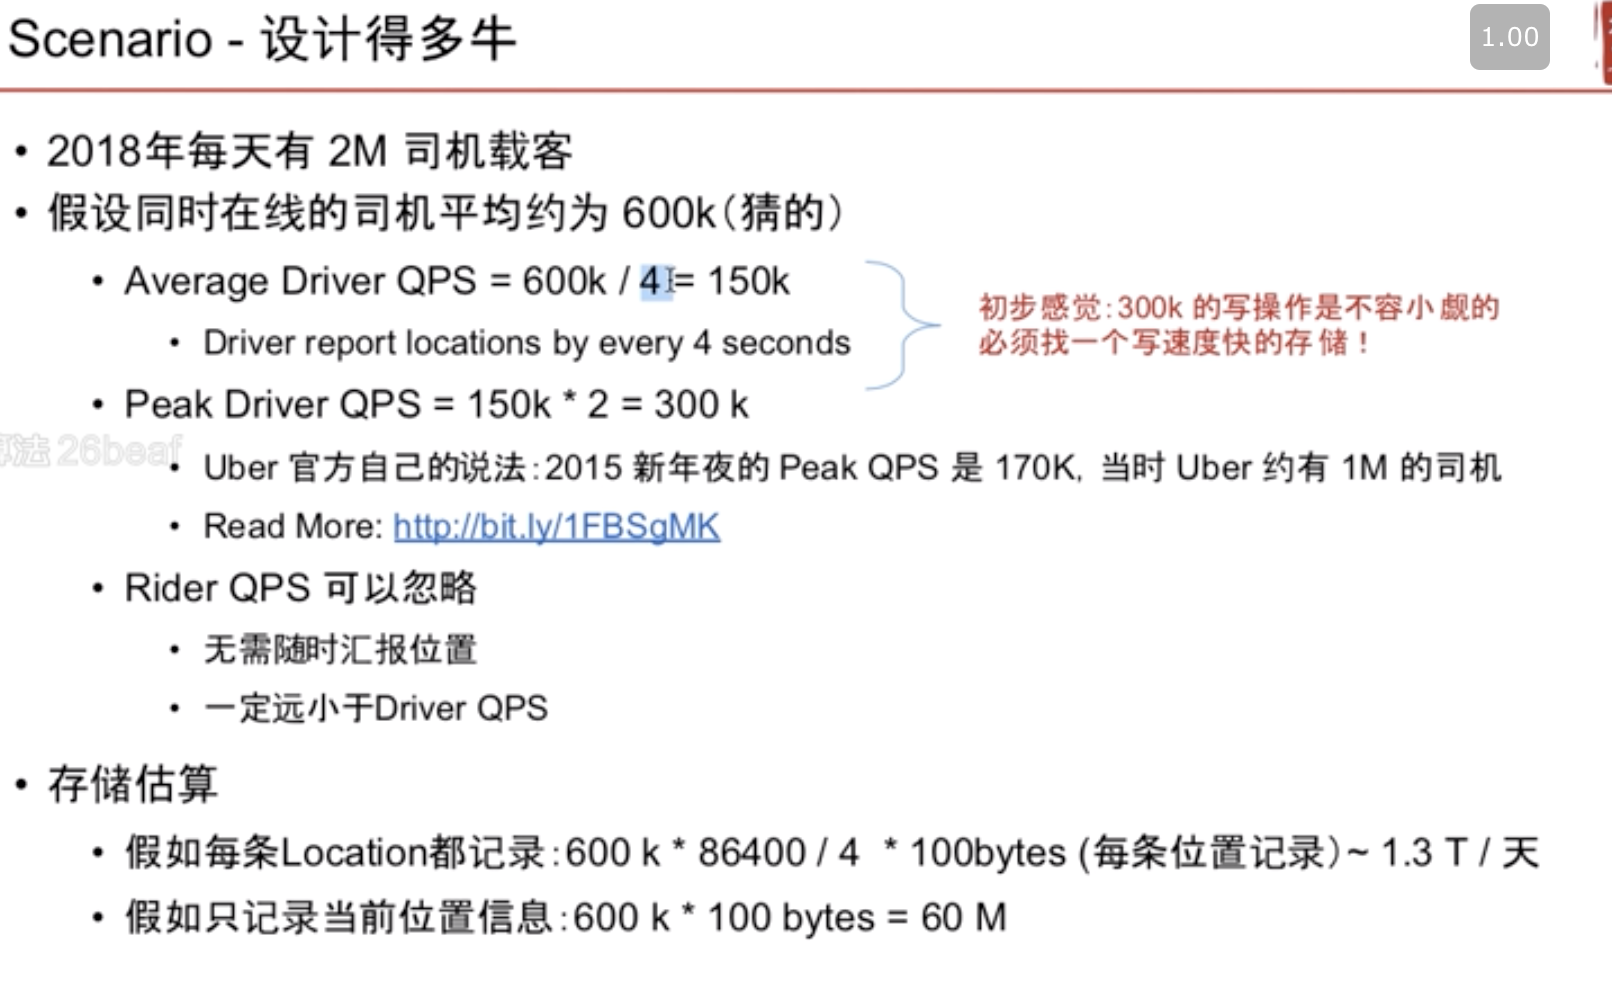 Scenario - 设计得多牛
1.00
• 2018年每天有 2M 司机载客
• 假设同时在线的司机平均约为 600k(猜的)
• Average Driver QPS = 600k / 4 = 150k
• Driver report locations by every 4 seconds
初步感觉:300k 的写操作是不容小觑的
必须找一个写速度快的存储！
• Peak Driver QPS = 150k * 2 = 300 k
算法 26beaf
• Uber 官方自己的说法:2015 新年夜的 Peak QPS 是 170K, 当时 Uber 约有 1M 的司机
• Read More: http://bit.ly/1FBSgMK
• Rider QPS 可以忽略
• 无需随时汇报位置
• 一定远小于Driver QPS
• 存储估算
• 假如每条Location都记录:600 k * 86400 / 4 * 100bytes (每条位置记录)~ 1.3 T / 天
• 假如只记录当前位置信息:600 k * 100 bytes = 60 M